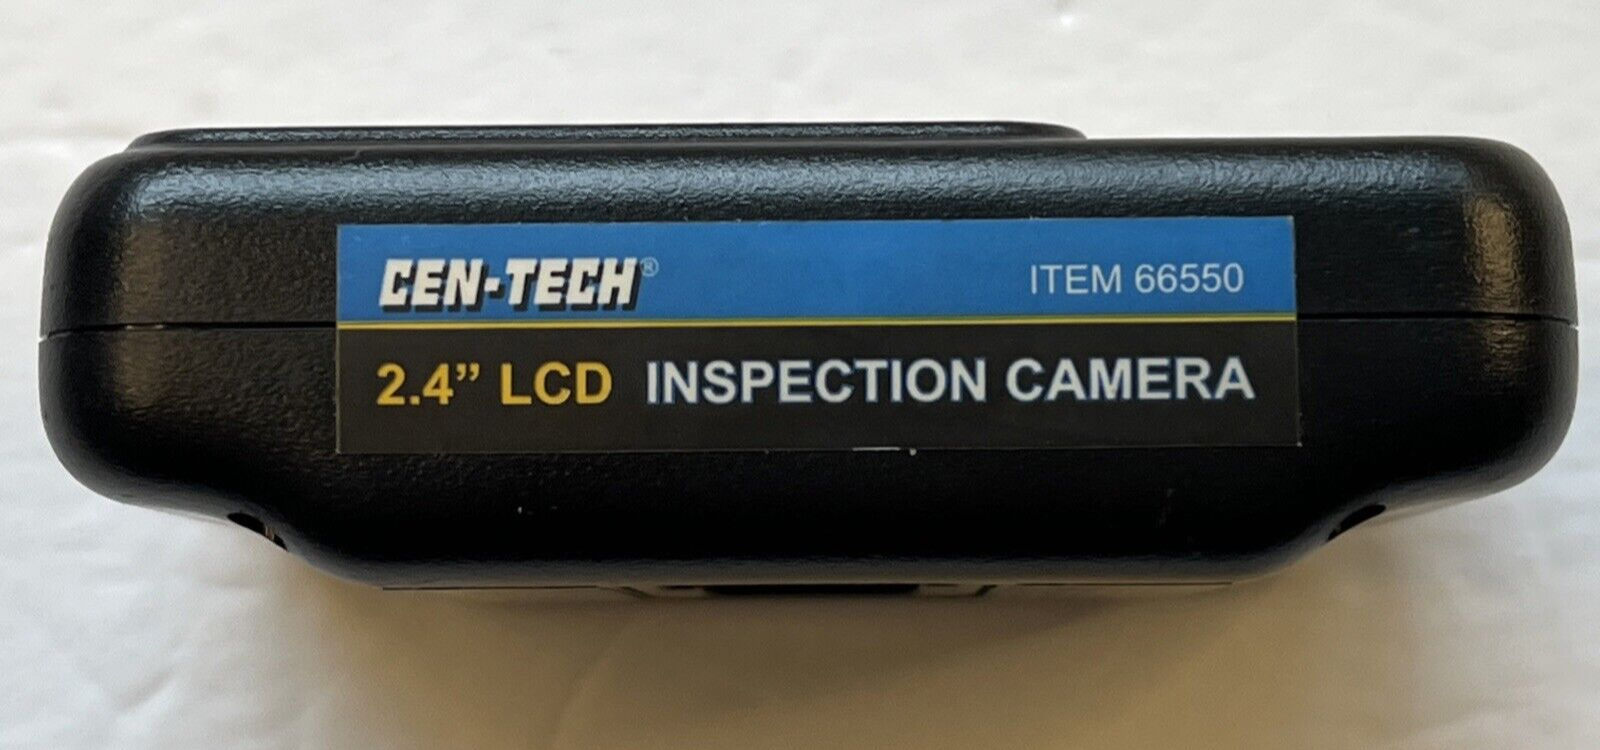 CEN-TECH® ITEM 66550
2.4” LCD INSPECTION CAMERA